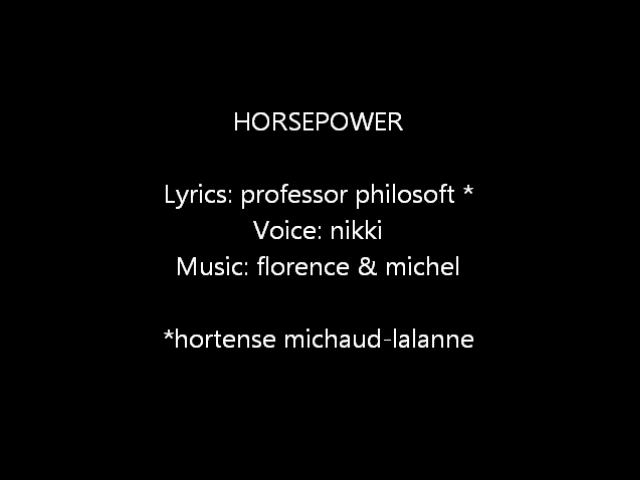 HORSEPOWER
Lyrics: professor philosoft *
Voice: nikki
Music: florence & michel
*hortense michaud-lalanne